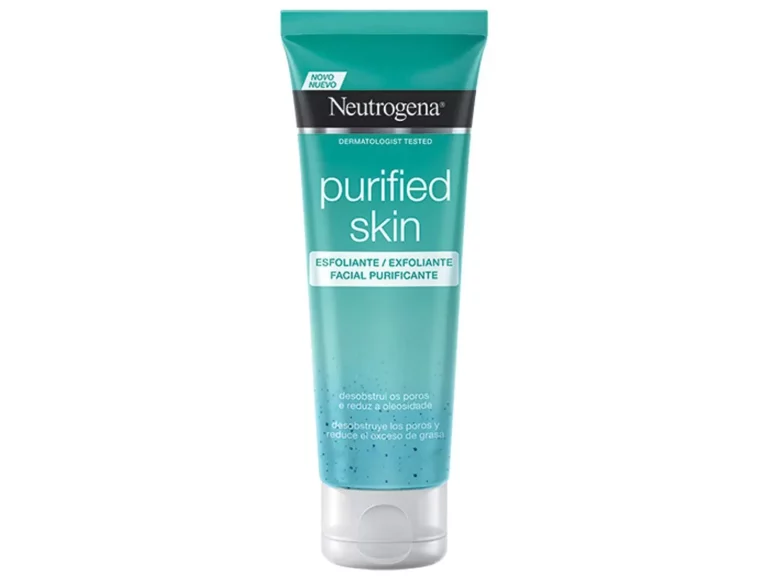 NOVO
NUEVO
Neutrogena®
DERMATOLOGIST TESTED
purified
skin
ESFOLIANTE / EXFOLIANTE
FACIAL PURIFICANTE
desobstrui os poros
e reduz a oleosidade
desobstruye los poros y
reduce el exceso de grasa